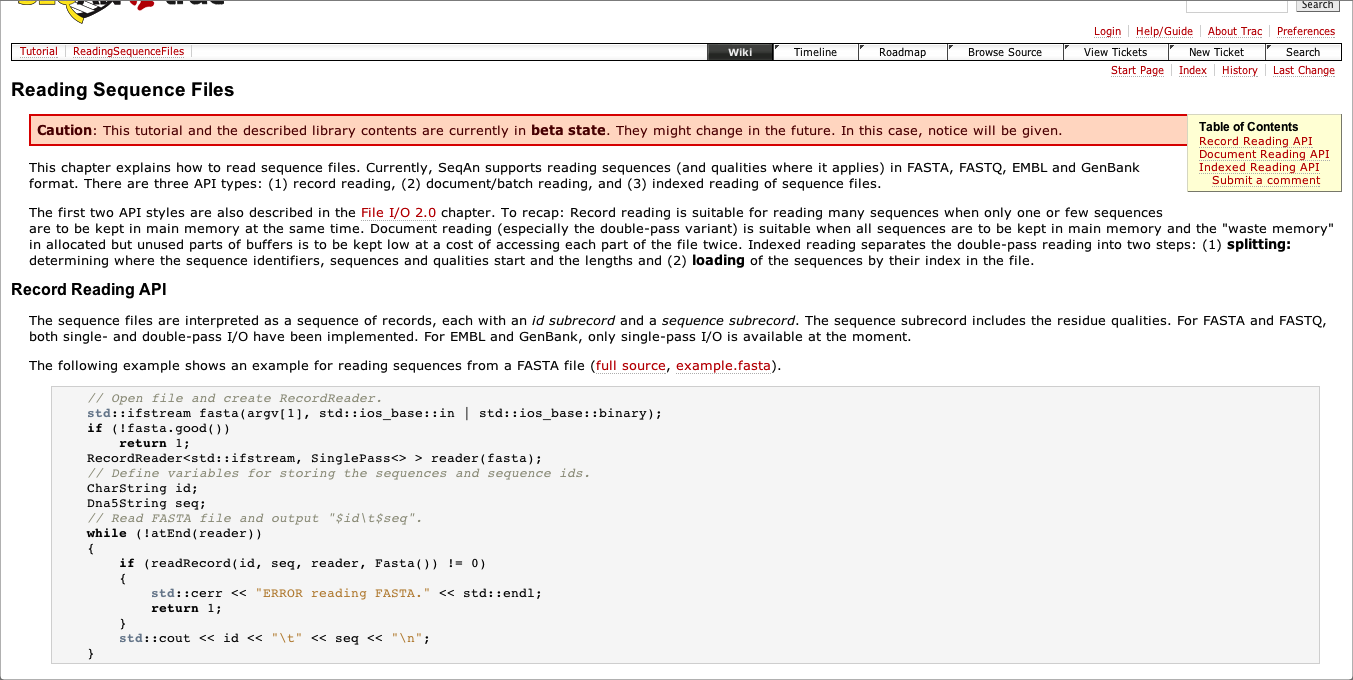 Search
Login Help/Guide About Trac Preferences
Tutorial ReadingSequenceFiles Wiki Timeline Roadmap Browse Source View Tickets New Ticket Search
Start Page Index History Last Change
Reading Sequence Files
Caution: This tutorial and the described library contents are currently in beta state. They might change in the future. In this case, notice will be given.
Table of Contents
Record Reading API
Document Reading API
Indexed Reading API
Submit a comment
This chapter explains how to read sequence files. Currently, SeqAn supports reading sequences (and qualities where it applies) in FASTA, FASTQ, EMBL and GenBank
format. There are three API types: (1) record reading, (2) document/batch reading, and (3) indexed reading of sequence files.
The first two API styles are also described in the File I/O 2.0 chapter. To recap: Record reading is suitable for reading many sequences when only one or few sequences
are to be kept in main memory at the same time. Document reading (especially the double-pass variant) is suitable when all sequences are to be kept in main memory and the "waste memory"
in allocated but unused parts of buffers is to be kept low at a cost of accessing each part of the file twice. Indexed reading separates the double-pass reading into two steps: (1) splitting:
determining where the sequence identifiers, sequences and qualities start and the lengths and (2) loading of the sequences by their index in the file.
Record Reading API
The sequence files are interpreted as a sequence of records, each with an id subrecord and a sequence subrecord. The sequence subrecord includes the residue qualities. For FASTA and FASTQ,
both single- and double-pass I/O have been implemented. For EMBL and GenBank, only single-pass I/O is available at the moment.
The following example shows an example for reading sequences from a FASTA file (full source, example.fasta).
// Open file and create RecordReader.
std::ifstream fasta(argv[1], std::ios_base::in | std::ios_base::binary);
if (!fasta.good())
    return 1;
RecordReader<std::ifstream, SinglePass<> > reader(fasta);
// Define variables for storing the sequences and sequence ids.
CharString id;
Dna5String seq;
// Read FASTA file and output "$id\t$seq".
while (!atEnd(reader))
{
    if (readRecord(id, seq, reader, Fasta()) != 0)
    {
        std::cerr << "ERROR reading FASTA." << std::endl;
        return 1;
    }
    std::cout << id << "\t" << seq << "\n";
}